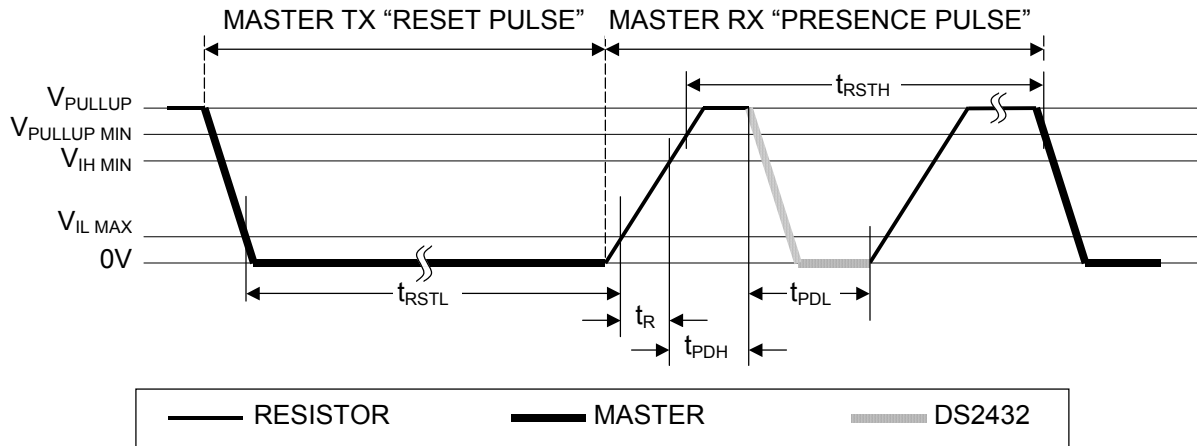 MASTER TX “RESET PULSE” MASTER RX “PRESENCE PULSE”
tRSTH
VPULLUP
VPULLUP MIN
VIH MIN
VIL MAX
0V
tRSTL
tPDL
tR
tPDH
RESISTOR MASTER DS2432